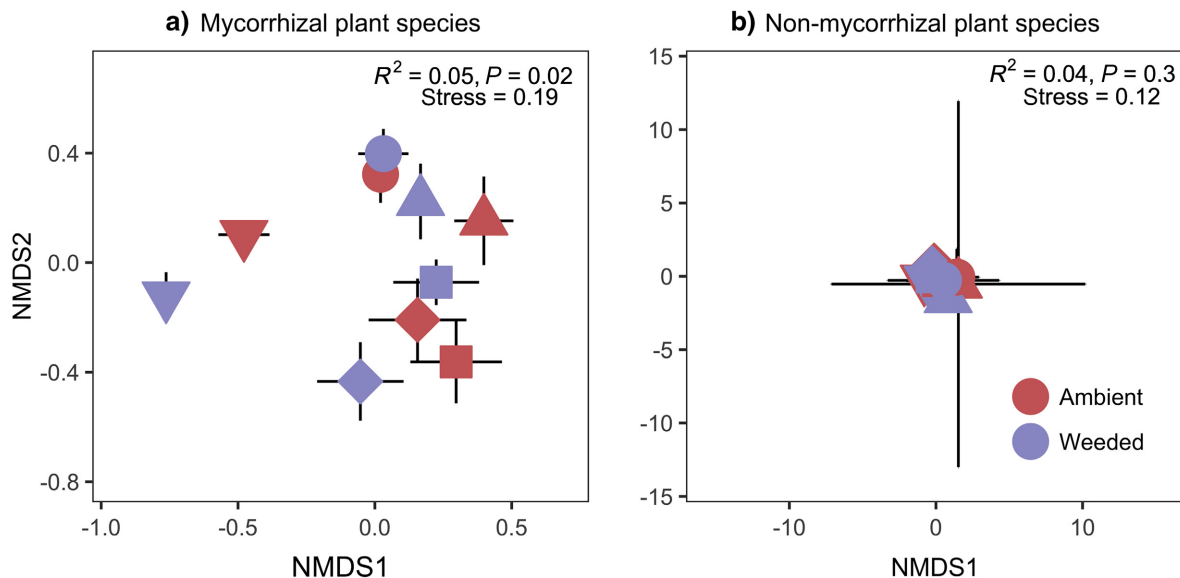 a) Mycorrhizal plant species
R² = 0.05, P = 0.02
Stress = 0.19
NMDS2
0.4
0.0
-0.4
-0.8
-1.0 -0.5 0.0 0.5
NMDS1
b) Non-mycorrhizal plant species
R² = 0.04, P = 0.3
Stress = 0.12
15
10
5
0
-5
-10
-15
Ambient
Weeded
-10 0 10
NMDS1